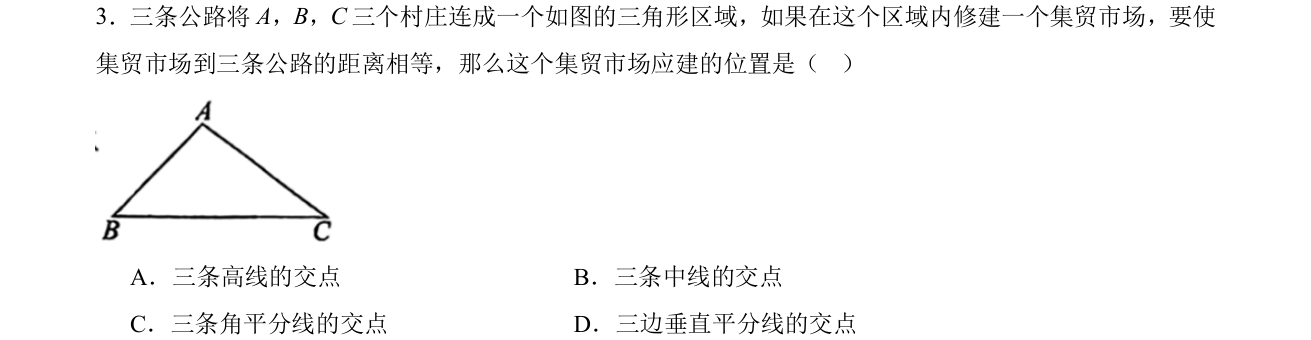 3．三条公路将 A，B，C 三个村庄连成一个如图的三角形区域，如果在这个区域内修建一个集贸市场，要使
集贸市场到三条公路的距离相等，那么这个集贸市场应建的位置是（　）
A
B
C
A．三条高线的交点
B．三条中线的交点
C．三条角平分线的交点
D．三边垂直平分线的交点